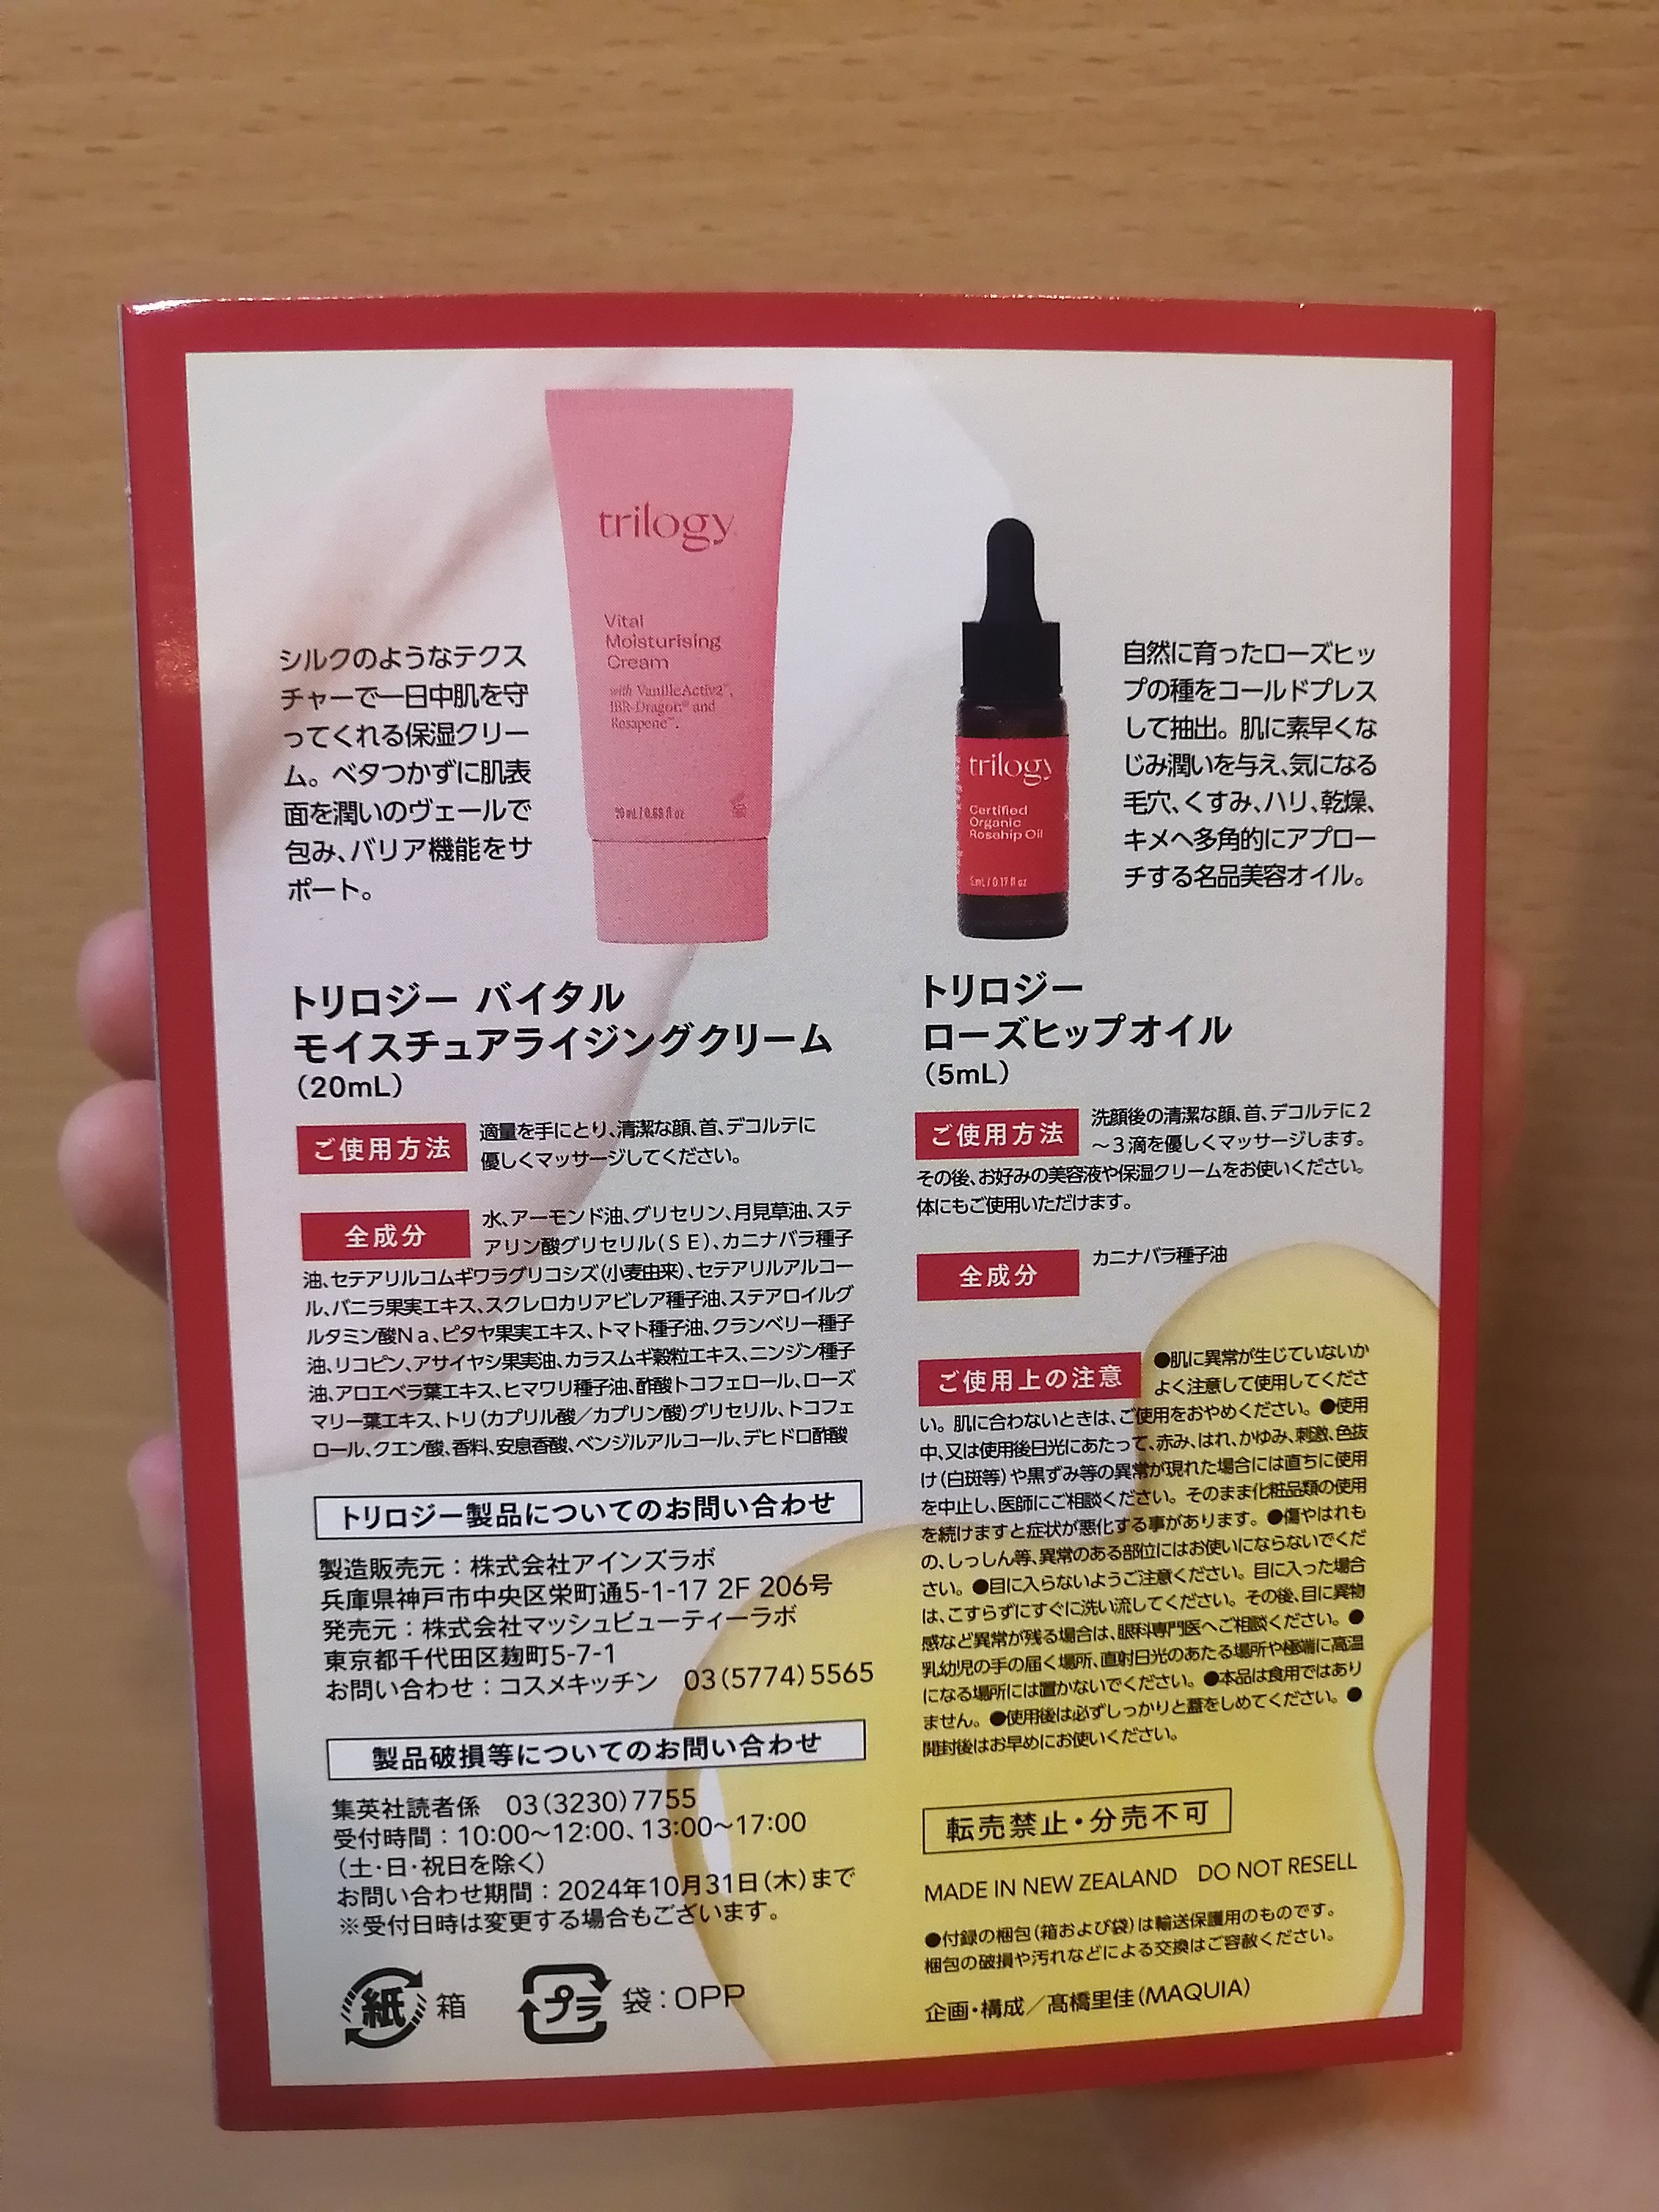 trilogy
Vital
Moisturising
Cream
with VanilleActiv2™,
IBR-Dragon® and
Rosapene™.
20 mL / 0.68 fl oz
シルクのようなテクス
チャーで一日中肌を守
ってくれる保湿クリー
ム。ベタつかずに肌表
面を潤いのヴェールで
包み、バリア機能をサ
ポート。
トリロジー バイタル
モイスチュアライジングクリーム
（20mL）
ご使用方法
適量を手にとり、清潔な顔、首、デコルテに
優しくマッサージしてください。
全成分
水、アーモンド油、グリセリン、月見草油、ステ
アリン酸グリセリル（ＳＥ）、カニナバラ種子
油、セテアリルコムギワラグリコシズ（小麦由来）、セテアリルアルコー
ル、バニラ果実エキス、スクレロカリアビレア種子油、ステアロイルグ
ルタミン酸Ｎａ、ピタヤ果実エキス、トマト種子油、クランベリー種子
油、リコピン、アサイヤシ果実油、カラスムギ穀粒エキス、ニンジン種子
油、アロエベラ葉エキス、ヒマワリ種子油、酢酸トコフェロール、ローズ
マリー葉エキス、トリ（カプリル酸／カプリン酸）グリセリル、トコフェ
ロール、クエン酸、香料、安息香酸、ベンジルアルコール、デヒドロ酢酸
トリロジー製品についてのお問い合わせ
製造販売元：株式会社アインズラボ
兵庫県神戸市中央区栄町通5-1-17 2F 206号
発売元：株式会社マッシュビューティーラボ
東京都千代田区麹町5-7-1
お問い合わせ：コスメキッチン　03（5774）5565
製品破損等についてのお問い合わせ
集英社読者係　03（3230）7755
受付時間：10:00～12:00、13:00～17:00
（土・日・祝日を除く）
お問い合わせ期間：2024年10月31日（木）まで
※受付日時は変更する場合もございます。
紙 箱
プラ 袋：OPP
trilogy
Certified
Organic
Rosehip Oil
5mL / 0.17 fl oz
自然に育ったローズヒッ
プの種をコールドプレス
して抽出。肌に素早くな
じみ潤いを与え、気になる
毛穴、くすみ、ハリ、乾燥、
キメへ多角的にアプロー
チする名品美容オイル。
トリロジー
ローズヒップオイル
（5mL）
ご使用方法
洗顔後の清潔な顔、首、デコルテに２
～３滴を優しくマッサージします。
その後、お好みの美容液や保湿クリームをお使いください。
体にもご使用いただけます。
全成分
カニナバラ種子油
ご使用上の注意
●肌に異常が生じていないか
よく注意して使用してくださ
い。肌に合わないときは、ご使用をおやめください。●使用
中、又は使用後日光にあたって、赤み、はれ、かゆみ、刺激、色抜
け（白斑等）や黒ずみ等の異常が現れた場合には直ちに使用
を中止し、医師にご相談ください。そのまま化粧品類の使用
を続けますと症状が悪化する事があります。●傷やはれも
の、しっしん等、異常のある部位にはお使いにならないでくだ
さい。●目に入らないようご注意ください。目に入った場合
は、こすらずにすぐに洗い流してください。その後、目に異物
感など異常が残る場合は、眼科専門医へご相談ください。●
乳幼児の手の届く場所、直射日光のあたる場所や極端に高温
になる場所には置かないでください。●本品は食用ではあり
ません。●使用後は必ずしっかりと蓋をしめてください。●
開封後はお早めにお使いください。
転売禁止・分売不可
MADE IN NEW ZEALAND　DO NOT RESELL
●付録の梱包（箱および袋）は輸送保護用のものです。
梱包の破損や汚れなどによる交換はご容赦ください。
企画・構成／髙橋里佳（MAQUIA）